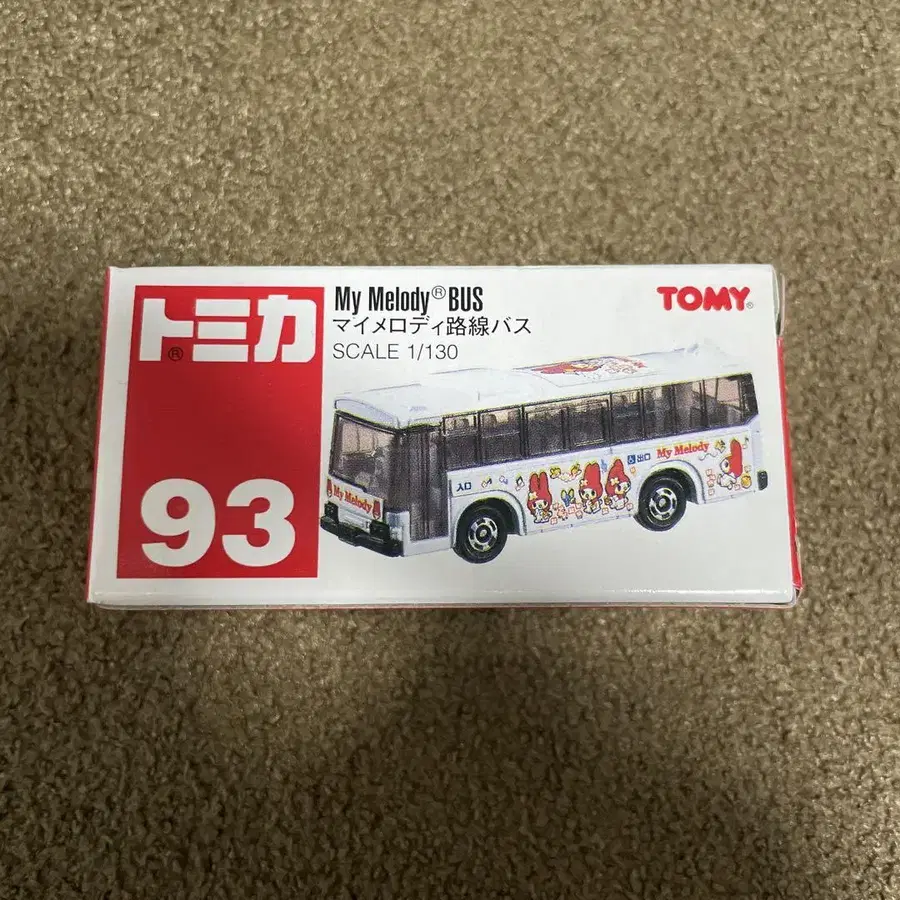 トミカ®
93
My Melody® BUS
マイメロディ路線バス
SCALE 1/130
TOMY®
My Melody
入口
出口
My Melody